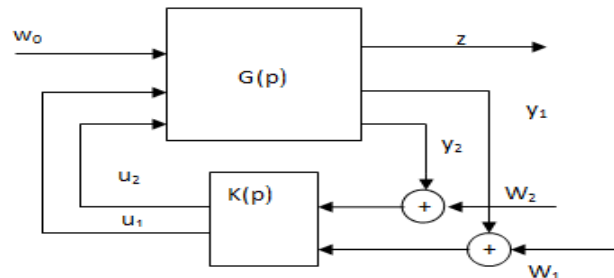 w₀
z
G(p)
y₁
y₂
u₂
K(p)
W₂
u₁
+
+
W₁